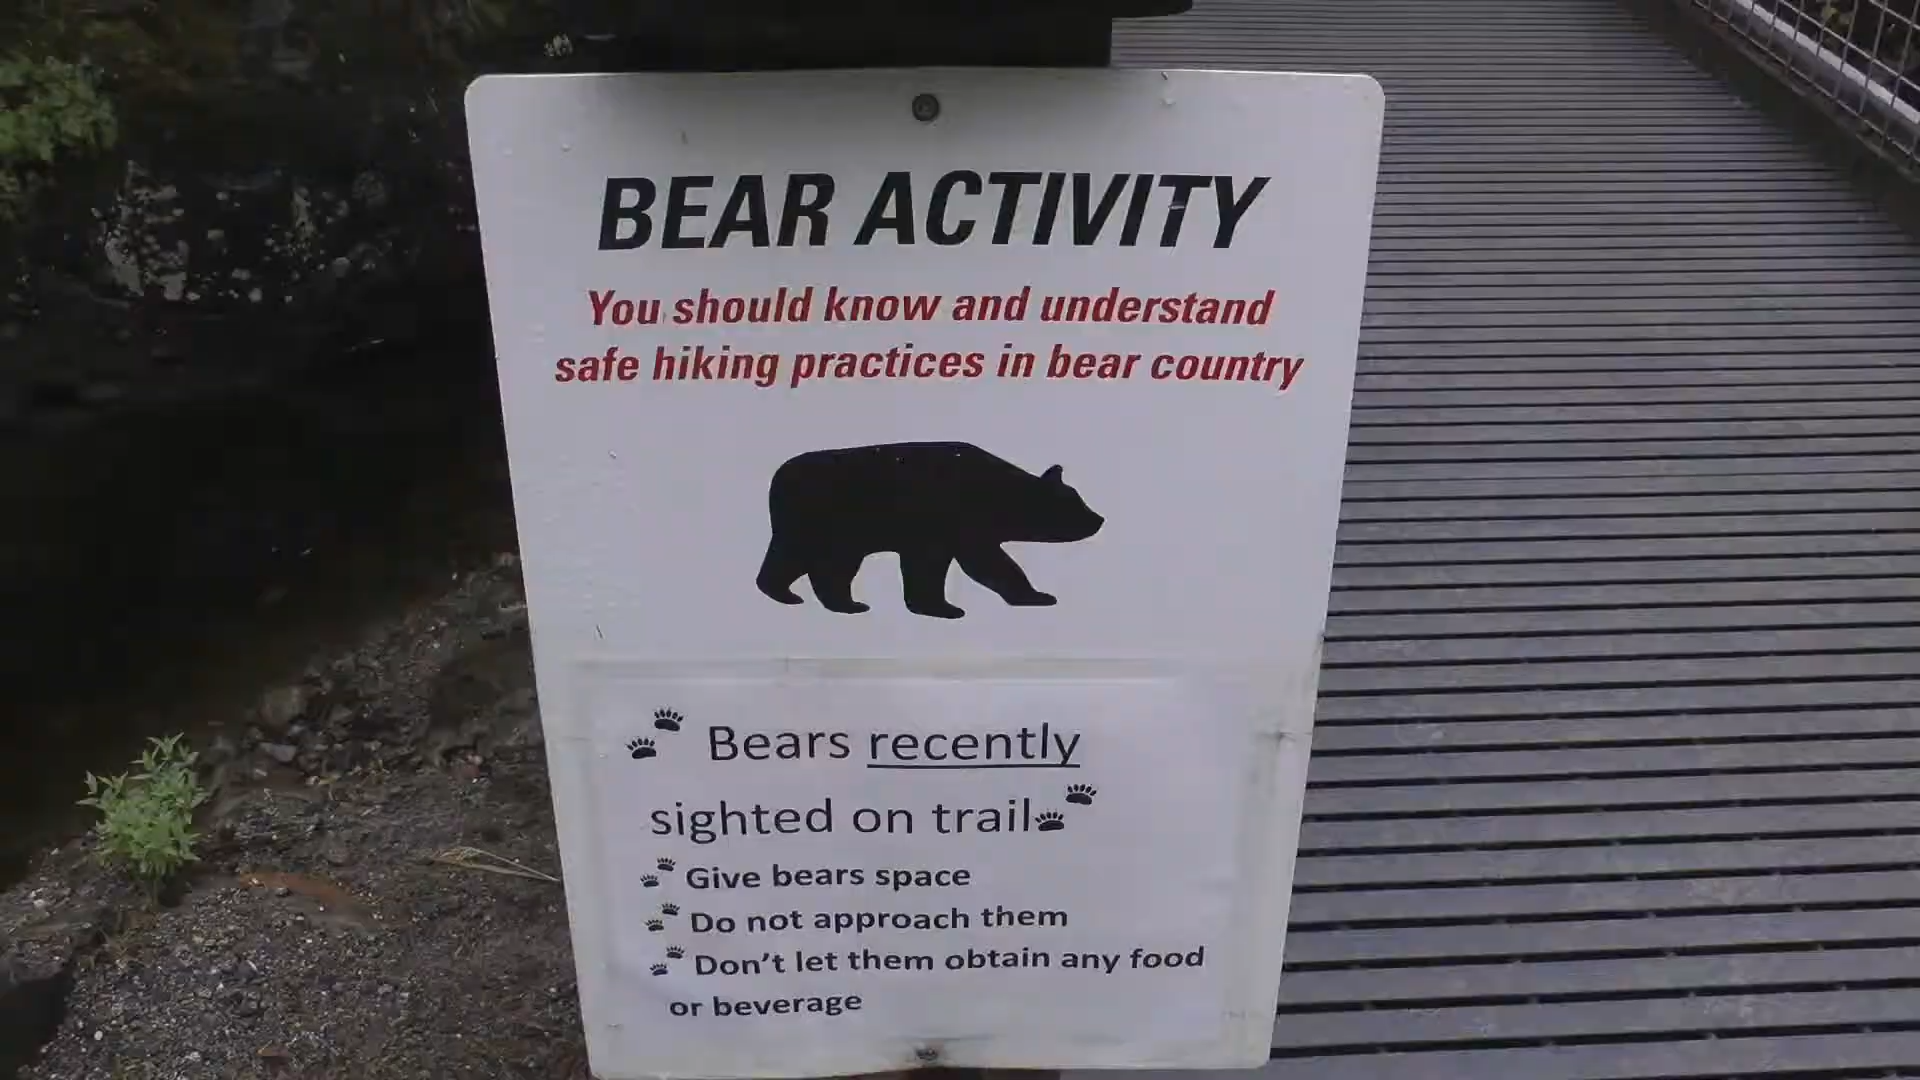 BEAR ACTIVITY
You should know and understand
safe hiking practices in bear country
Bears recently
sighted on trail
Give bears space
Do not approach them
Don't let them obtain any food
or beverage